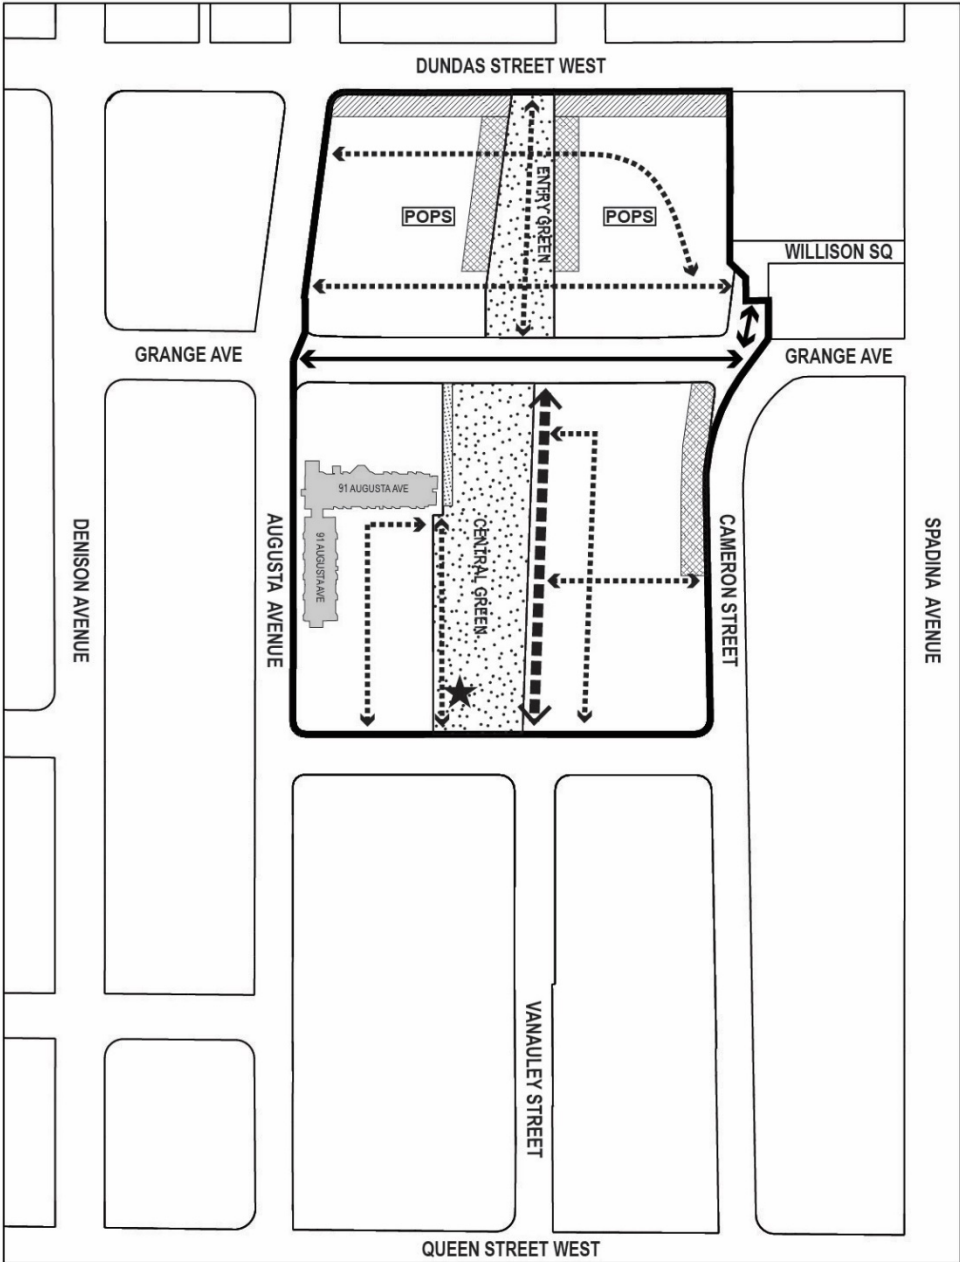 DUNDAS STREET WEST
ENTRY GREEN
POPS
POPS
WILLISON SQ
GRANGE AVE
GRANGE AVE
91 AUGUSTA AVE
91 AUGUSTA AVE
CENTRAL GREEN
DENISON AVENUE
AUGUSTA AVENUE
CAMERON STREET
SPADINA AVENUE
VANAULEY STREET
QUEEN STREET WEST